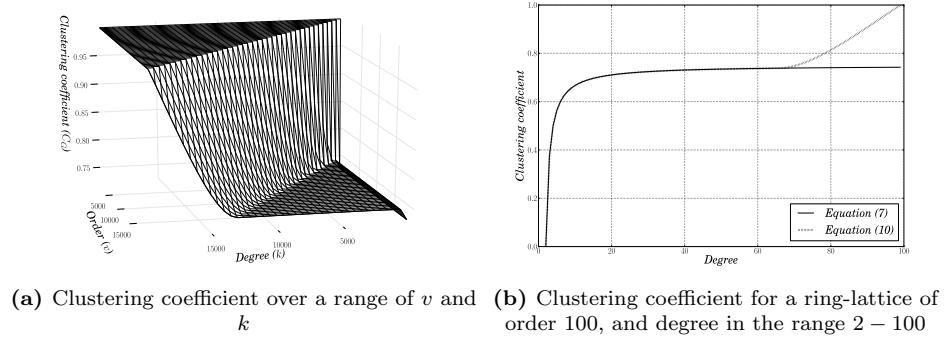 Clustering coefficient (C_G)
0.95
0.90
0.85
0.80
0.75
5000
10000
15000
Order (v)
15000
10000
5000
Degree (k)
1.0
0.8
0.6
0.4
0.2
0.0
Clustering coefficient
0 20 40 60 80 100
Degree
Equation (7)
Equation (10)
(a) Clustering coefficient over a range of v and
k
(b) Clustering coefficient for a ring-lattice of
order 100, and degree in the range 2 − 100